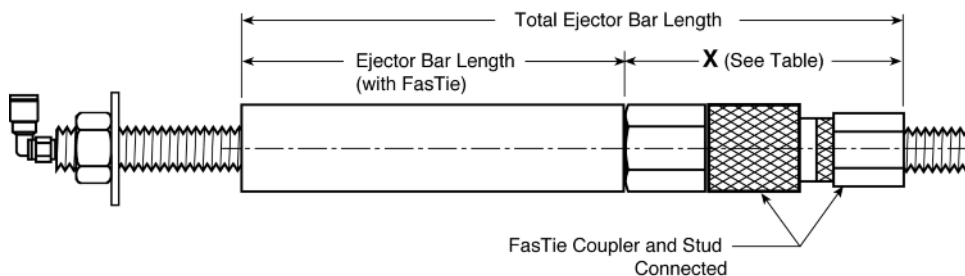 Total Ejector Bar Length
Ejector Bar Length
(with FasTie)
X (See Table)
FasTie Coupler and Stud
Connected